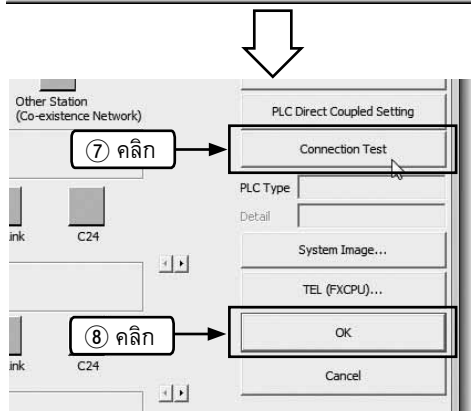 Other Station
(Co-existence Network)
PLC Direct Coupled Setting
⑦ คลิก
Connection Test
PLC Type
Detail
ink
C24
System Image...
TEL (FXCPU)...
⑧ คลิก
OK
ink
C24
Cancel